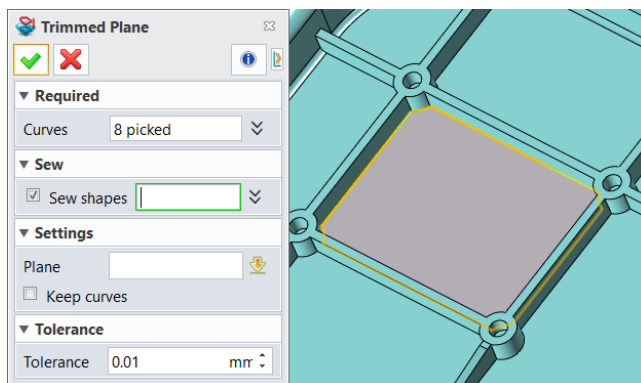 Trimmed Plane
Required
Curves 8 picked
Sew
Sew shapes
Settings
Plane
Keep curves
Tolerance
Tolerance 0.01 mm